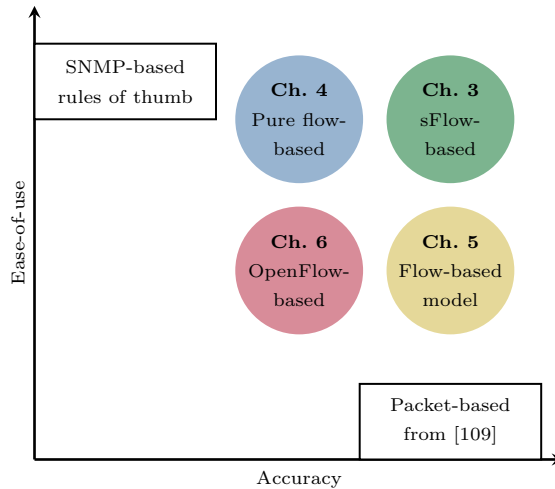 SNMP-based
rules of thumb
Ch. 4
Pure flow-
based
Ch. 3
sFlow-
based
Ease-of-use
Ch. 6
OpenFlow-
based
Ch. 5
Flow-based
model
Packet-based
from [109]
Accuracy